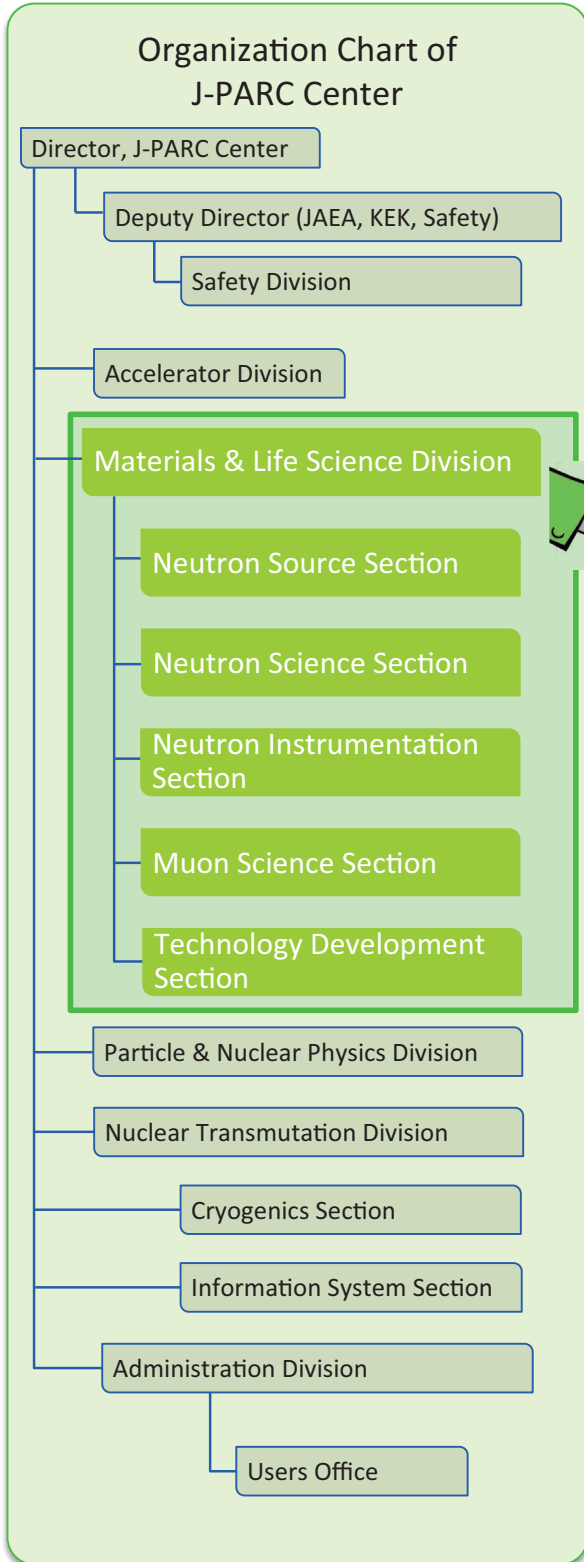 Organization Chart of
J-PARC Center
Director, J-PARC Center
Deputy Director (JAEA, KEK, Safety)
Safety Division
Accelerator Division
Materials & Life Science Division
Neutron Source Section
Neutron Science Section
Neutron Instrumentation
Section
Muon Science Section
Technology Development
Section
Particle & Nuclear Physics Division
Nuclear Transmutation Division
Cryogenics Section
Information System Section
Administration Division
Users Office